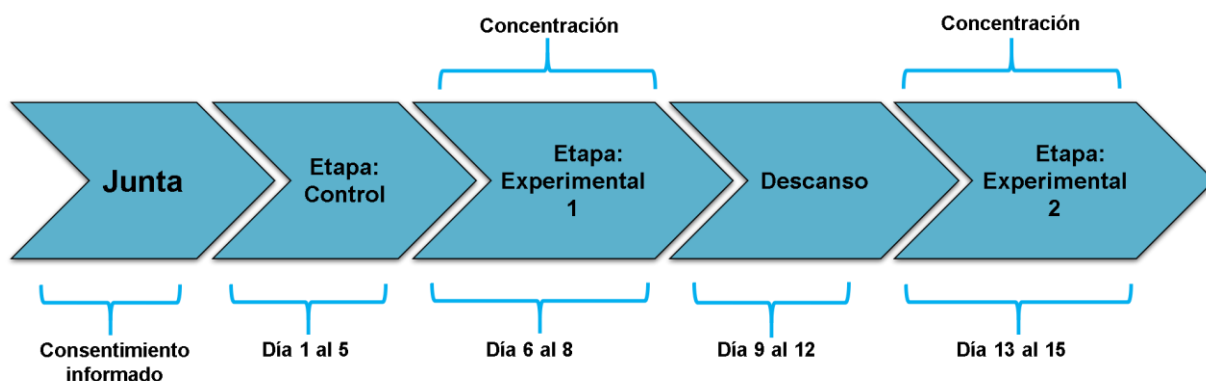 Concentración
Concentración
Junta
Etapa:
Control
Etapa:
Experimental
1
Descanso
Etapa:
Experimental
2
Consentimiento
informado
Día 1 al 5
Día 6 al 8
Día 9 al 12
Día 13 al 15